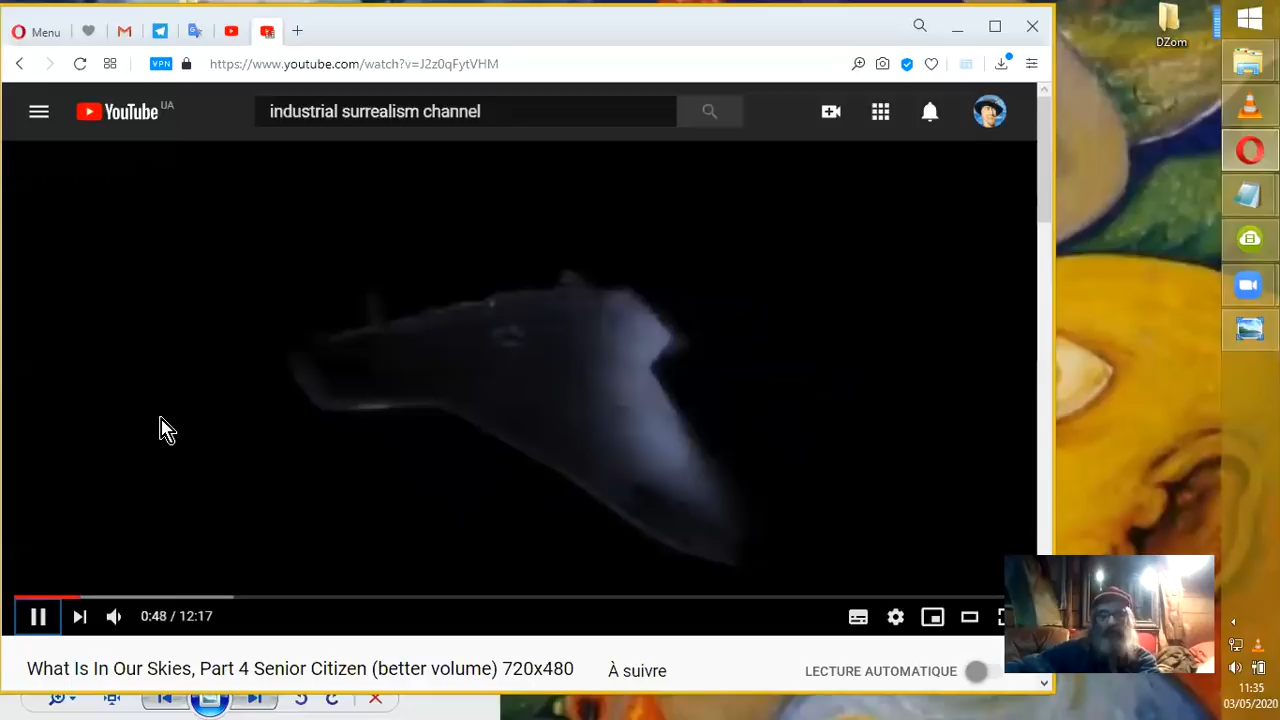 Menu
DZom
VPN
https://www.youtube.com/watch?v=J2z0qFytVHM
YouTube UA
industrial surrealism channel
0:48 / 12:17
What Is In Our Skies, Part 4 Senior Citizen (better volume) 720x480
À suivre
LECTURE AUTOMATIQUE
11:35
03/05/2020